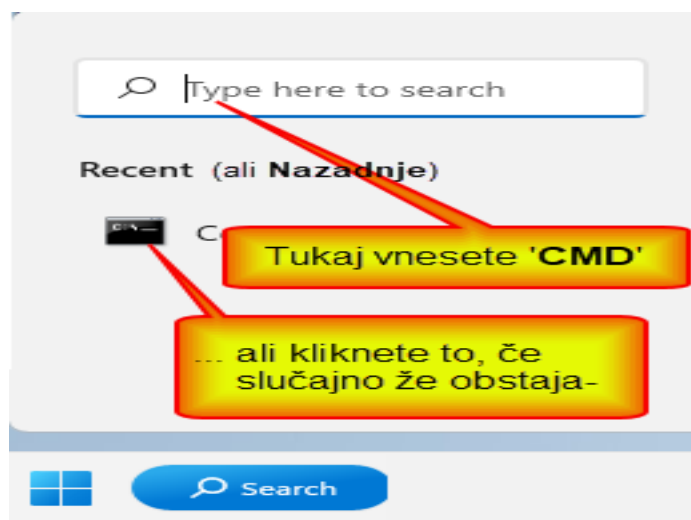 Type here to search
Recent (ali Nazadnje)
Tukaj vnesete 'CMD'
... ali kliknete to, če
slučajno že obstaja-
Search